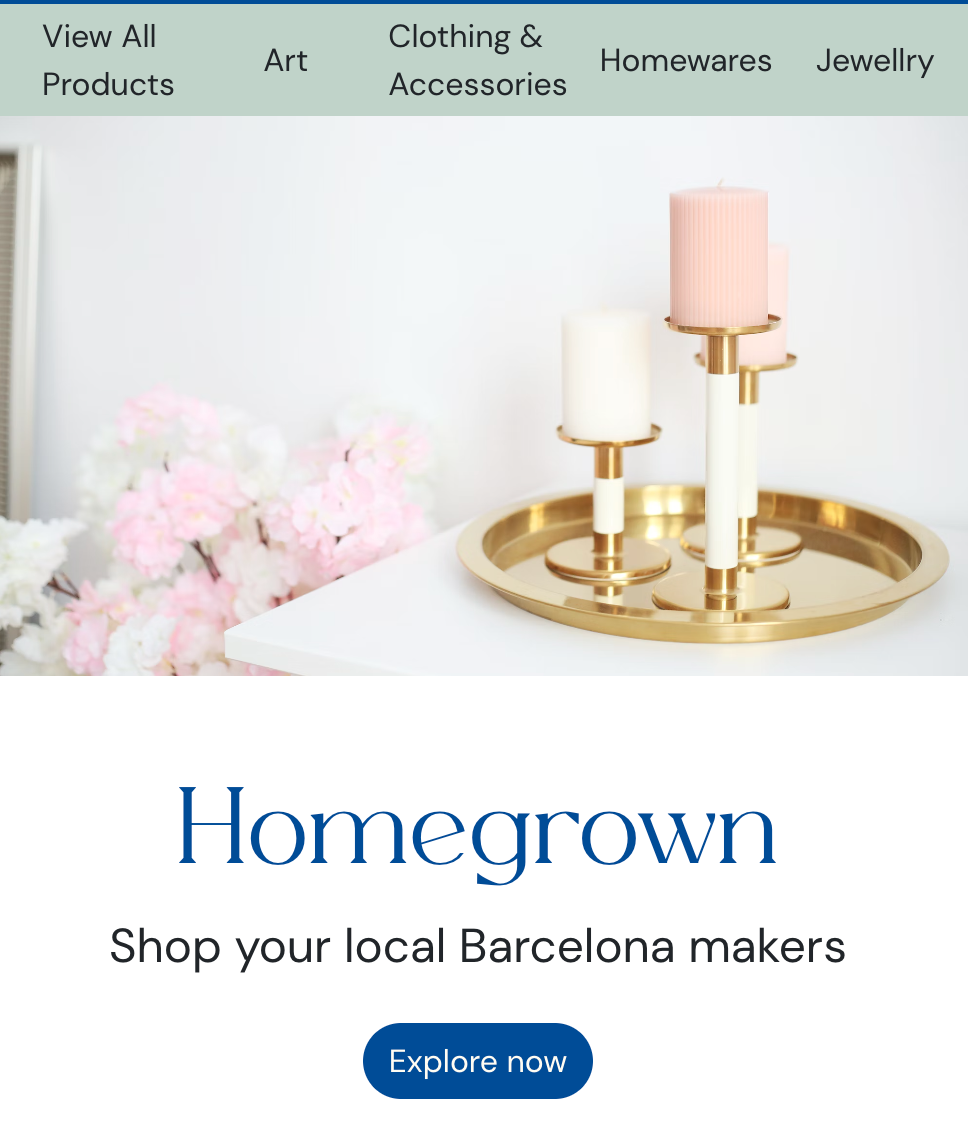 View All
Products
Art
Clothing &
Accessories
Homewares
Jewellry
Homegrown
Shop your local Barcelona makers
Explore now